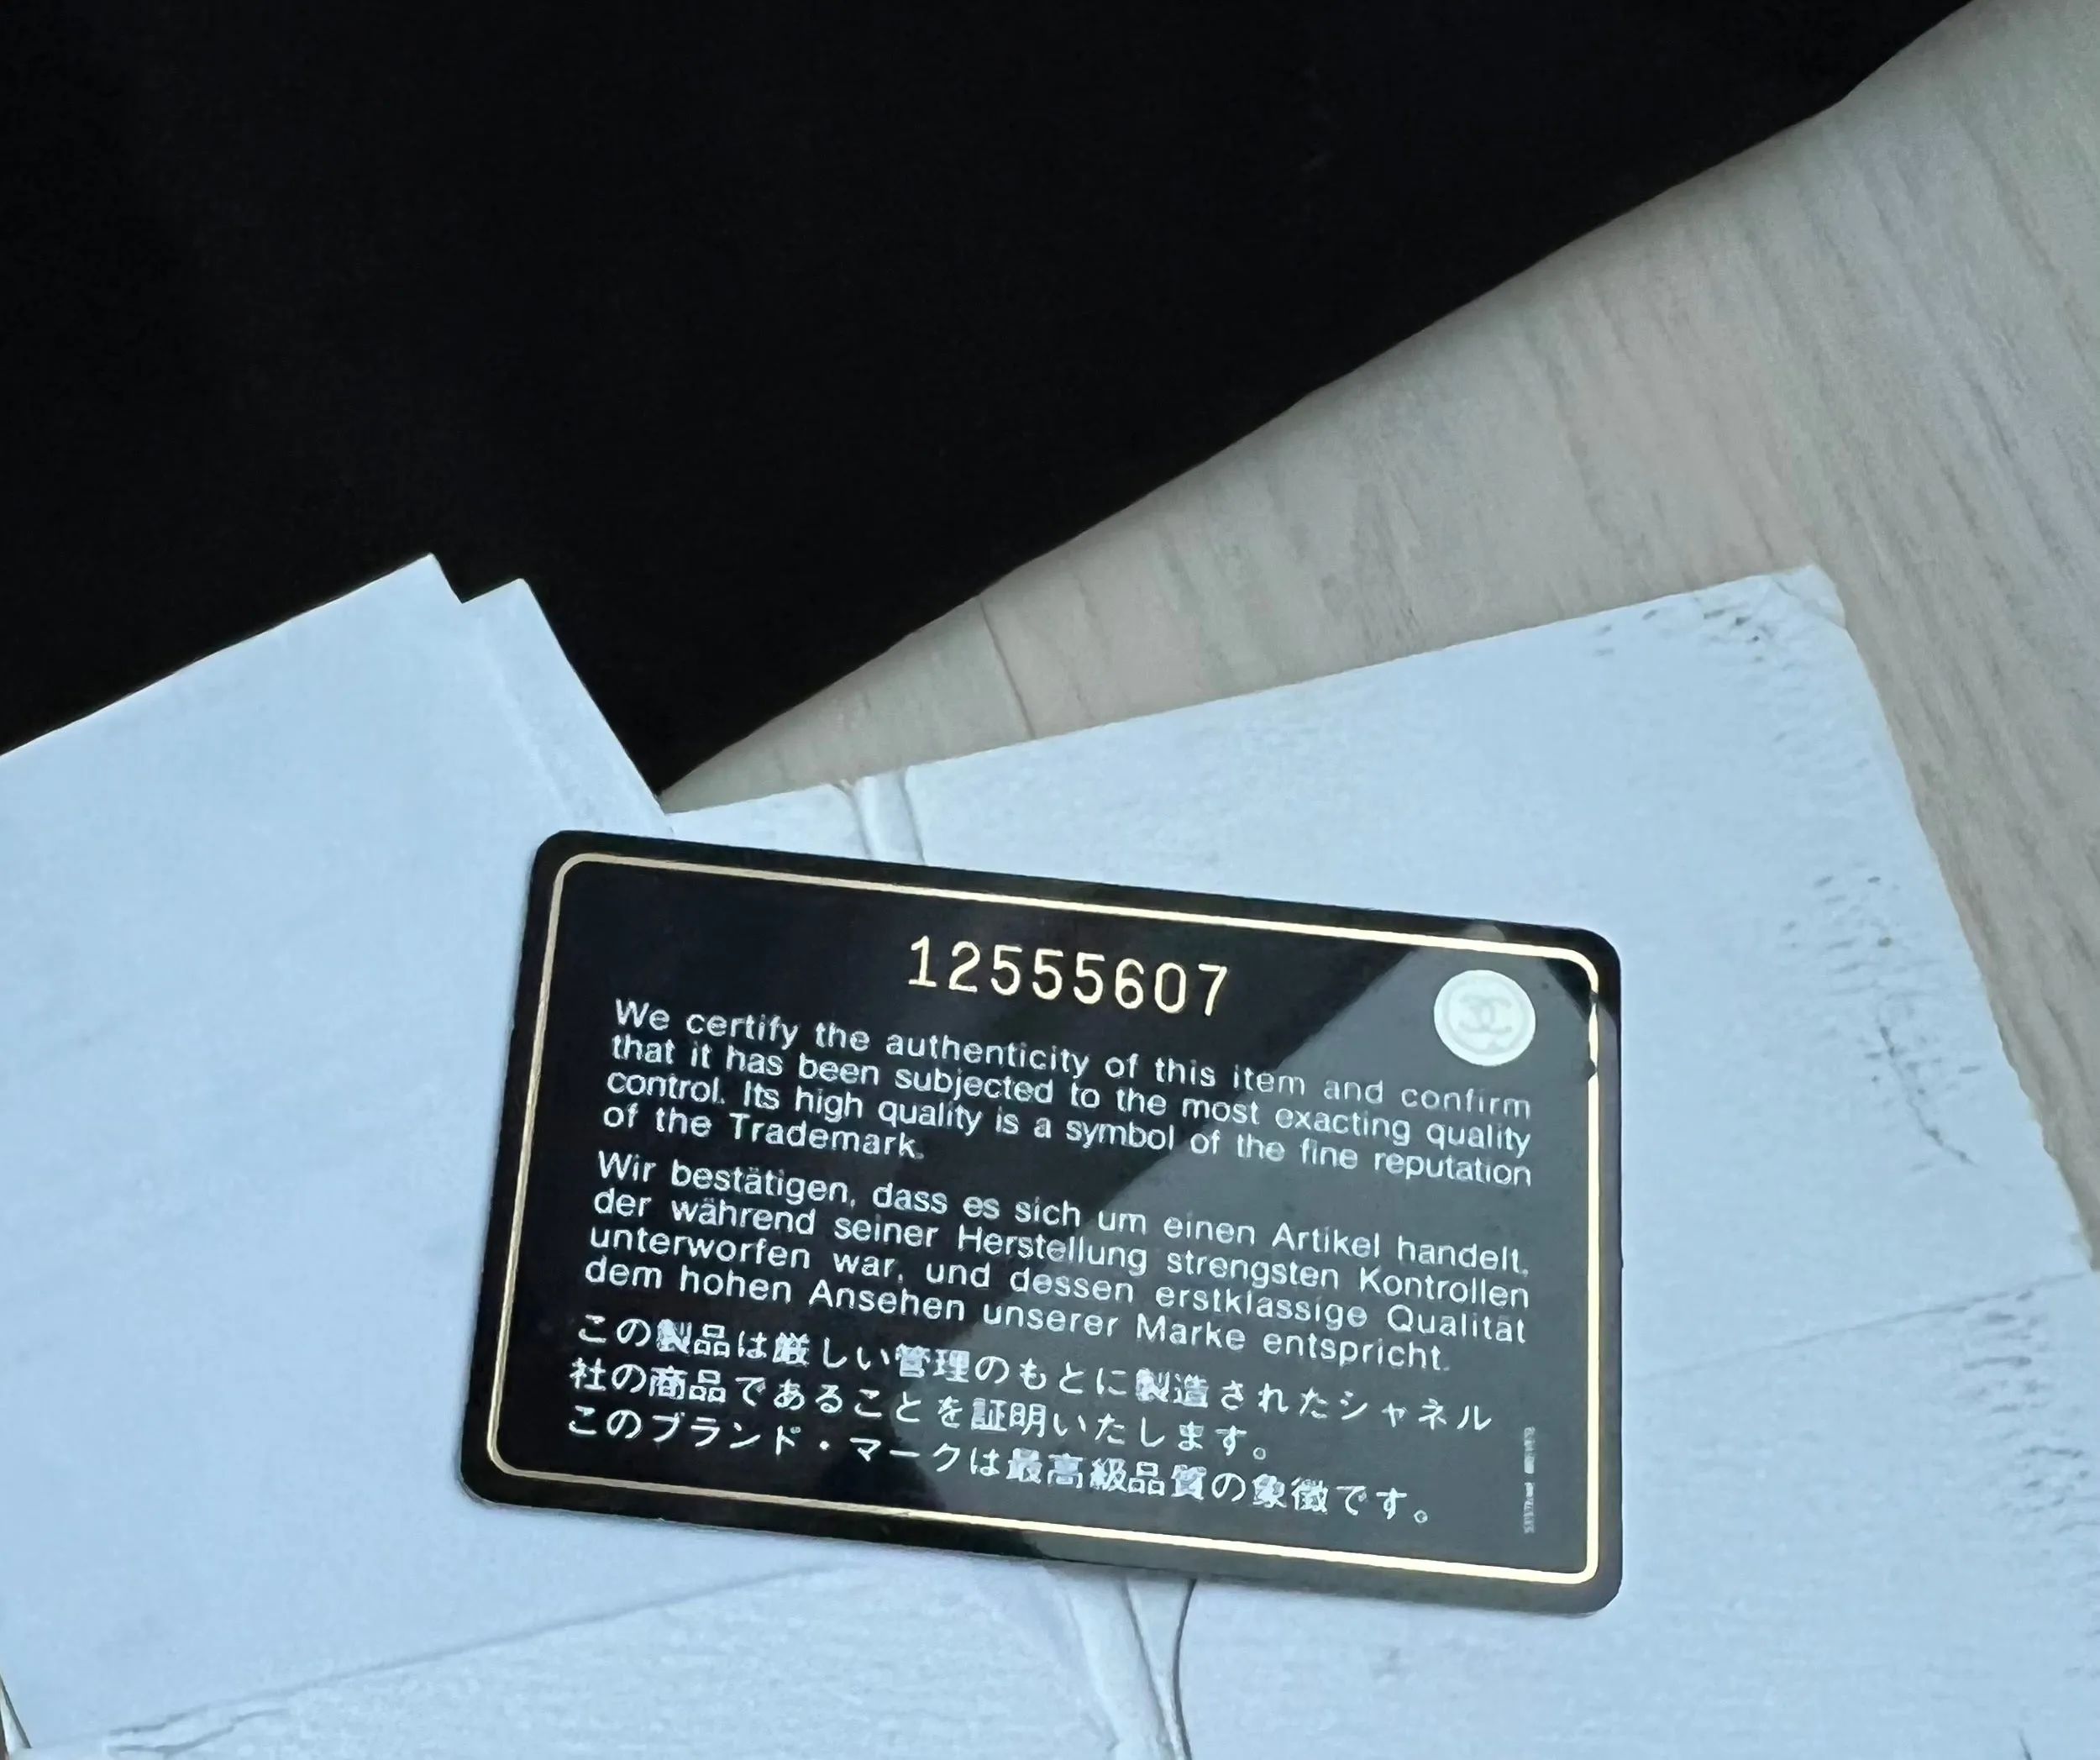 12555607
We certify the authenticity of this item and confirm
that it has been subjected to the most exacting quality
control. Its high quality is a symbol of the fine reputation
of the Trademark.
Wir bestätigen, dass es sich um einen Artikel handelt,
der während seiner Herstellung strengsten Kontrollen
unterworfen war, und dessen erstklassige Qualität
dem hohen Ansehen unserer Marke entspricht.
この製品は厳しい管理のもとに製造されたシャネル
社の商品であることを証明いたします。
このブランド・マークは最高級品質の象徴です。